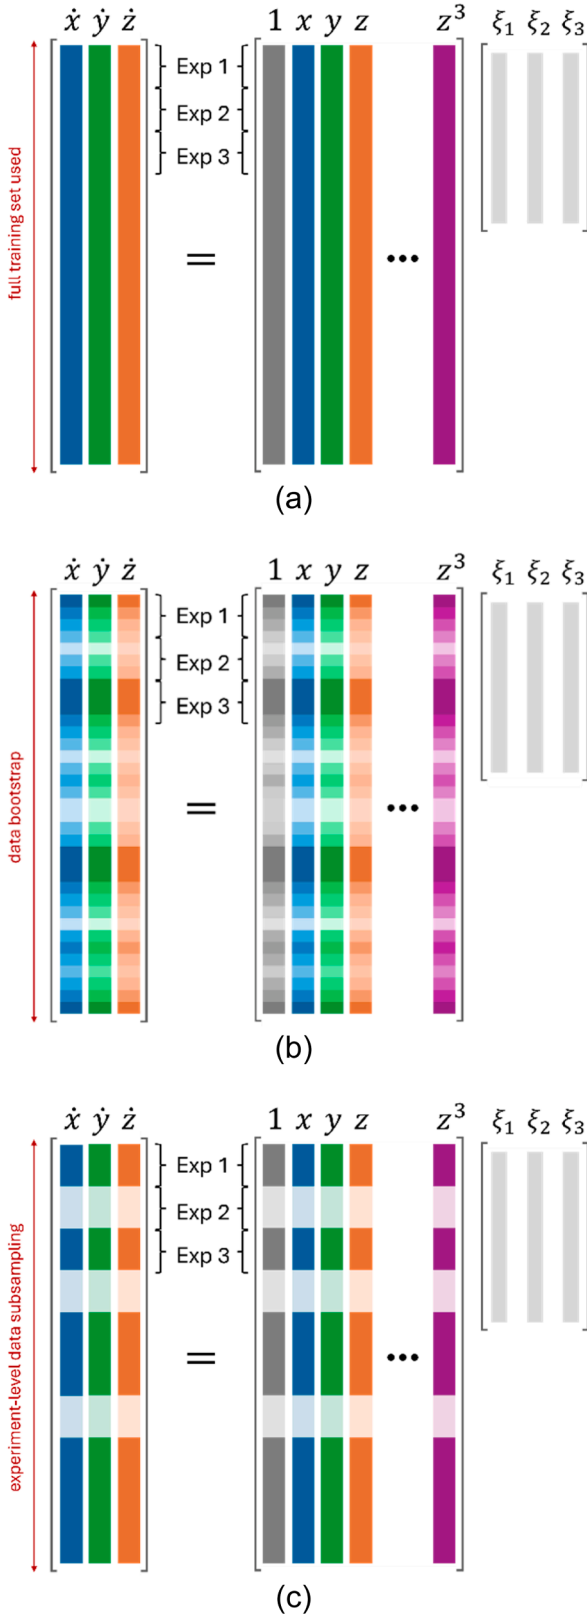 ẋ ẏ ż 1 x y z z³ ξ₁ ξ₂ ξ₃
Exp 1
Exp 2
Exp 3
full training set used
= •••
(a)
ẋ ẏ ż 1 x y z z³ ξ₁ ξ₂ ξ₃
Exp 1
Exp 2
Exp 3
data bootstrap
= •••
(b)
ẋ ẏ ż 1 x y z z³ ξ₁ ξ₂ ξ₃
Exp 1
Exp 2
Exp 3
experiment-level data subsampling
= •••
(c)